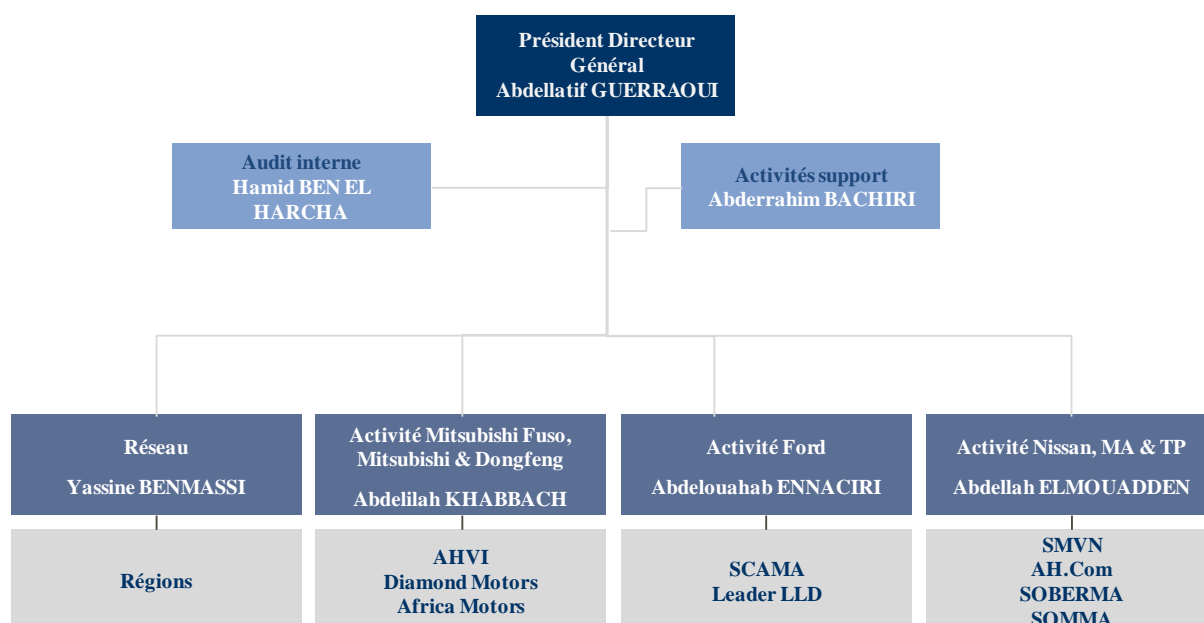 Président Directeur
Général
Abdellatif GUERRAOUI
Audit interne
Hamid BEN EL
HARCHA
Activités support
Abderrahim BACHIRI
Réseau
Yassine BENMASSI
Activité Mitsubishi Fuso,
Mitsubishi & Dongfeng
Abdelilah KHABBACH
Activité Ford
Abdelouahab ENNACIRI
Activité Nissan, MA & TP
Abdellah ELMOUADDEN
Régions
AHVI
Diamond Motors
Africa Motors
SCAMA
Leader LLD
SMVN
AH.Com
SOBERMA
SOMMA